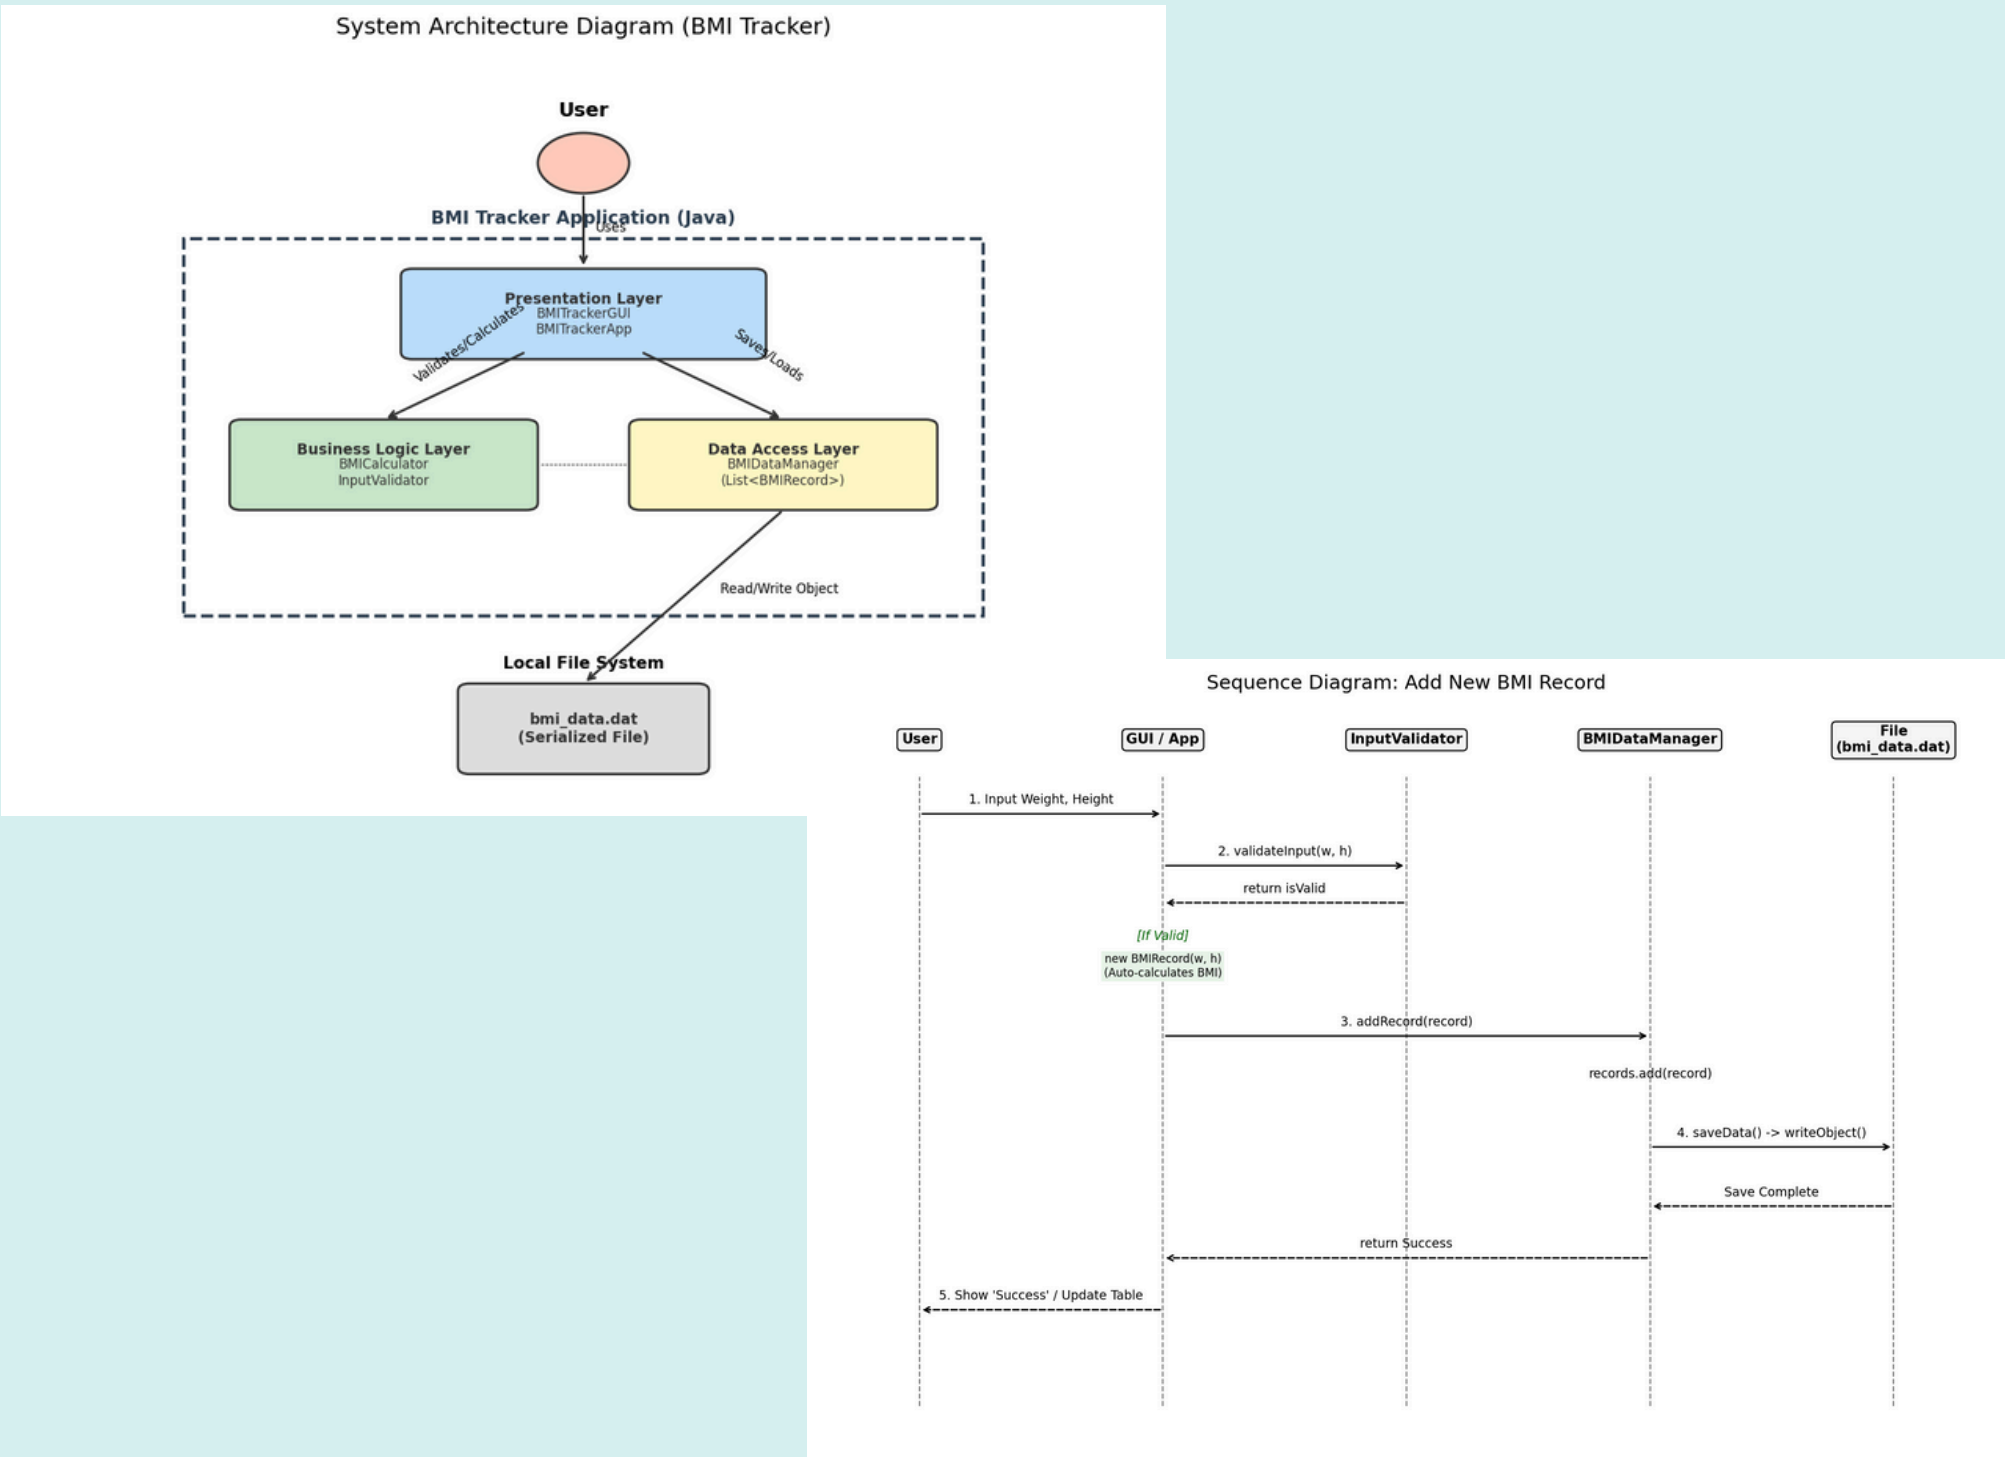 System Architecture Diagram (BMI Tracker)
User
BMI Tracker Application (Java)
Uses
Presentation Layer
BMITrackerGUI
BMITrackerApp
Validates/Calculates
Saves/Loads
Business Logic Layer
BMICalculator
InputValidator
Data Access Layer
BMIDataManager
(List<BMIRecord>)
Read/Write Object
Local File System
bmi_data.dat
(Serialized File)
Sequence Diagram: Add New BMI Record
User
GUI / App
InputValidator
BMIDataManager
File
(bmi_data.dat)
1. Input Weight, Height
2. validateInput(w, h)
return isValid
[If Valid]
new BMIRecord(w, h)
(Auto-calculates BMI)
3. addRecord(record)
records.add(record)
4. saveData() -> writeObject()
Save Complete
return Success
5. Show 'Success' / Update Table